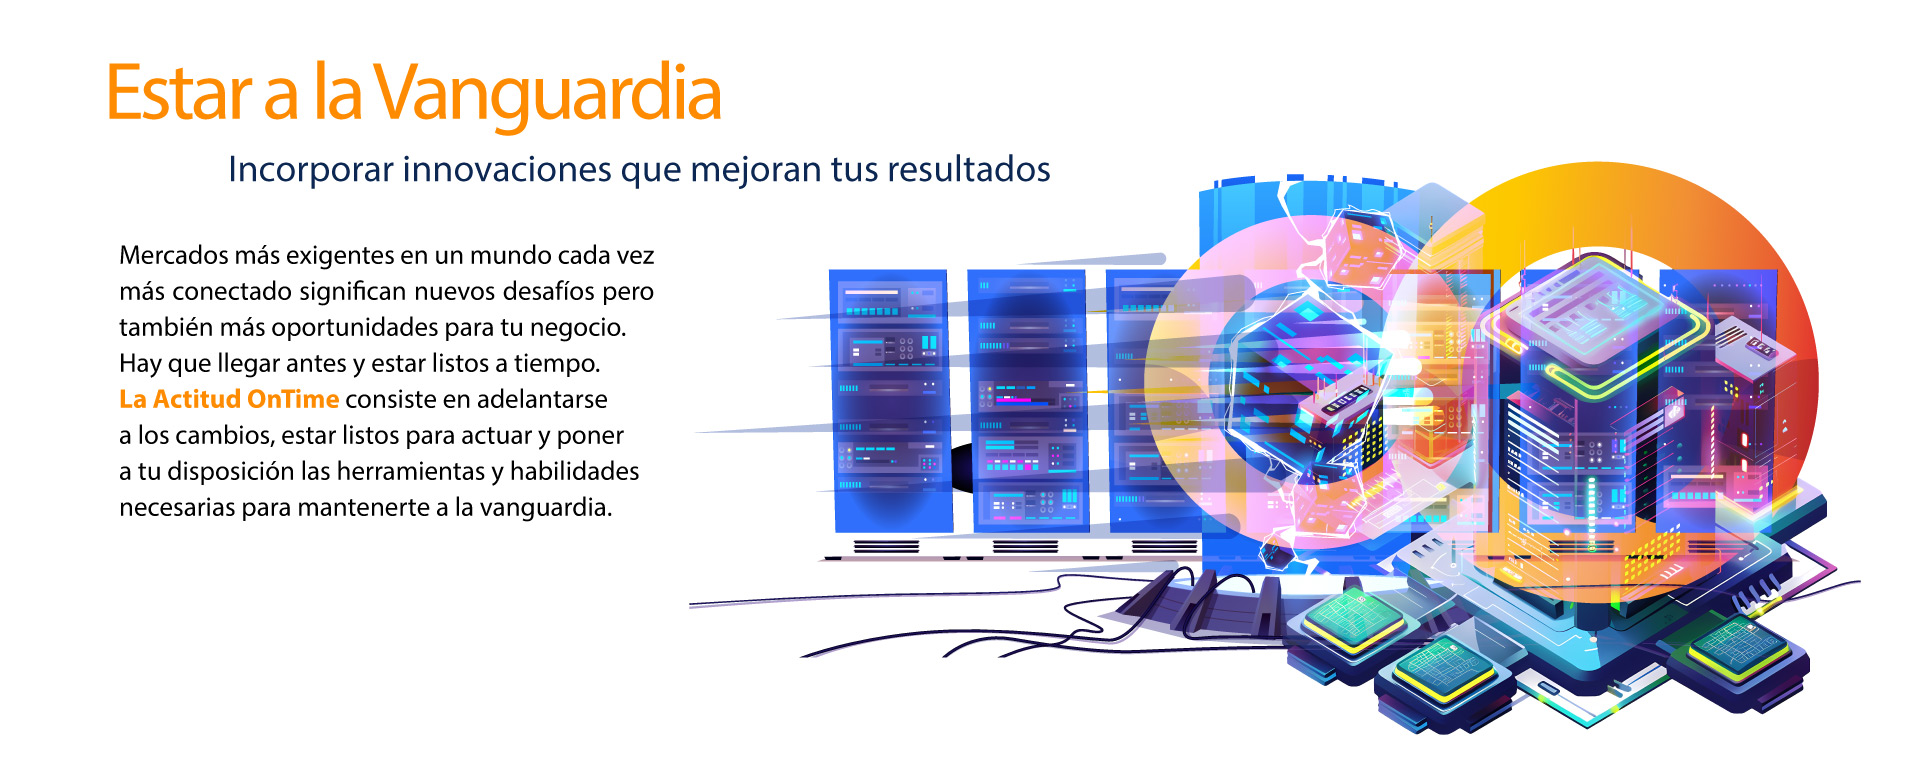 Estar a la Vanguardia
Incorporar innovaciones que mejoran tus resultados
Mercados más exigentes en un mundo cada vez
más conectado significan nuevos desafíos pero
también más oportunidades para tu negocio.
Hay que llegar antes y estar listos a tiempo.
La Actitud OnTime consiste en adelantarse
a los cambios, estar listos para actuar y poner
a tu disposición las herramientas y habilidades
necesarias para mantenerte a la vanguardia.